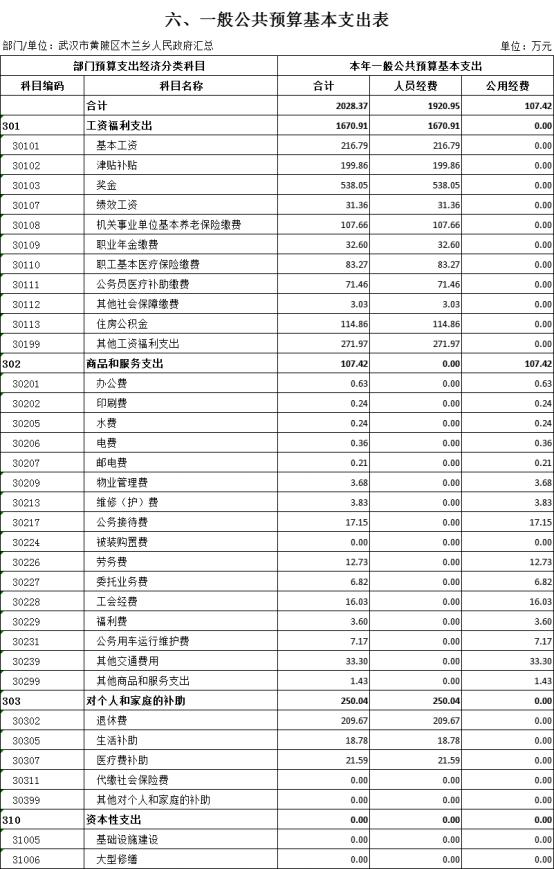 六、一般公共预算基本支出表
部门/单位：武汉市黄陂区木兰乡人民政府汇总 单位：万元
部门预算支出经济分类科目 本年一般公共预算基本支出
科目编码 科目名称 合计 人员经费 公用经费
合计 2028.37 1920.95 107.42
301 工资福利支出 1670.91 1670.91 0.00
30101 基本工资 216.79 216.79 0.00
30102 津贴补贴 199.86 199.86 0.00
30103 奖金 538.05 538.05 0.00
30107 绩效工资 31.36 31.36 0.00
30108 机关事业单位基本养老保险缴费 107.66 107.66 0.00
30109 职业年金缴费 32.60 32.60 0.00
30110 职工基本医疗保险缴费 83.27 83.27 0.00
30111 公务员医疗补助缴费 71.46 71.46 0.00
30112 其他社会保障缴费 3.03 3.03 0.00
30113 住房公积金 114.86 114.86 0.00
30199 其他工资福利支出 271.97 271.97 0.00
302 商品和服务支出 107.42 0.00 107.42
30201 办公费 0.63 0.00 0.63
30202 印刷费 0.24 0.00 0.24
30205 水费 0.24 0.00 0.24
30206 电费 0.36 0.00 0.36
30207 邮电费 0.21 0.00 0.21
30209 物业管理费 3.68 0.00 3.68
30213 维修（护）费 3.83 0.00 3.83
30217 公务接待费 17.15 0.00 17.15
30224 被装购置费 0.00 0.00 0.00
30226 劳务费 12.73 0.00 12.73
30227 委托业务费 6.82 0.00 6.82
30228 工会经费 16.03 0.00 16.03
30229 福利费 3.60 0.00 3.60
30231 公务用车运行维护费 7.17 0.00 7.17
30239 其他交通费用 33.30 0.00 33.30
30299 其他商品和服务支出 1.43 0.00 1.43
303 对个人和家庭的补助 250.04 250.04 0.00
30302 退休费 209.67 209.67 0.00
30305 生活补助 18.78 18.78 0.00
30307 医疗费补助 21.59 21.59 0.00
30311 代缴社会保险费 0.00 0.00 0.00
30399 其他对个人和家庭的补助 0.00 0.00 0.00
310 资本性支出 0.00 0.00 0.00
31005 基础设施建设 0.00 0.00 0.00
31006 大型修缮 0.00 0.00 0.00